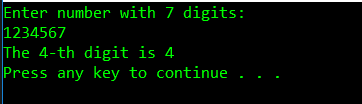 Enter number with 7 digits:
1234567
The 4-th digit is 4
Press any key to continue . . .